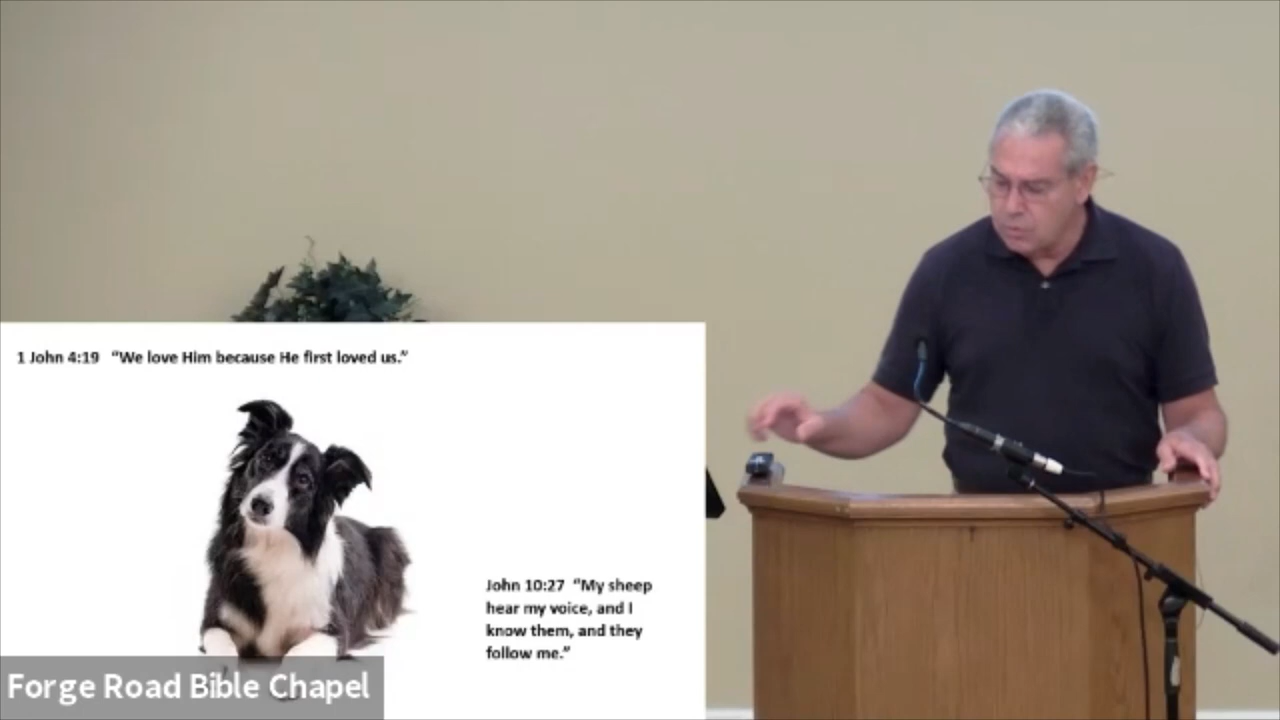 1 John 4:19 “We love Him because He first loved us.”
John 10:27 “My sheep
hear my voice, and I
know them, and they
follow me.”
Forge Road Bible Chapel